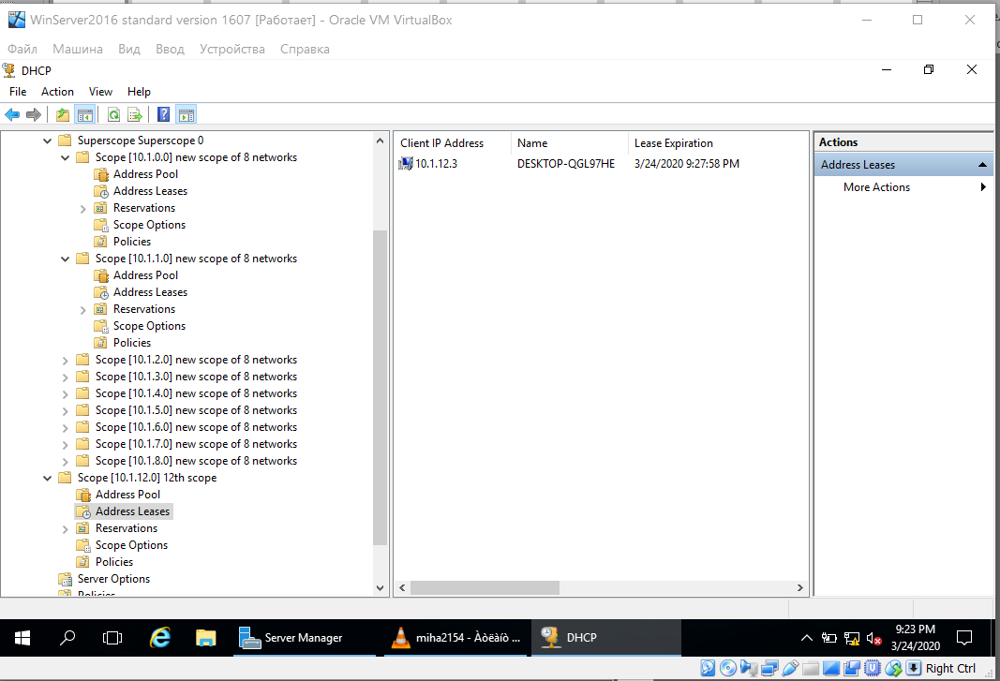 WinServer2016 standard version 1607 [Работает] - Oracle VM VirtualBox
Файл Машина Вид Ввод Устройства Справка
DHCP
File Action View Help
Superscope Superscope 0
Scope [10.1.0.0] new scope of 8 networks
Address Pool
Address Leases
Reservations
Scope Options
Policies
Scope [10.1.1.0] new scope of 8 networks
Address Pool
Address Leases
Reservations
Scope Options
Policies
Scope [10.1.2.0] new scope of 8 networks
Scope [10.1.3.0] new scope of 8 networks
Scope [10.1.4.0] new scope of 8 networks
Scope [10.1.5.0] new scope of 8 networks
Scope [10.1.6.0] new scope of 8 networks
Scope [10.1.7.0] new scope of 8 networks
Scope [10.1.8.0] new scope of 8 networks
Scope [10.1.12.0] 12th scope
Address Pool
Address Leases
Reservations
Scope Options
Policies
Server Options
Policies
Client IP Address Name Lease Expiration
10.1.12.3 DESKTOP-QGL97HE 3/24/2020 9:27:58 PM
Actions
Address Leases
More Actions
Server Manager
miha2154 - Àòëàíò ...
DHCP
9:23 PM
3/24/2020
Right Ctrl